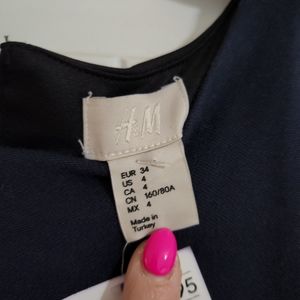 H&M
EUR 34
US 4
CA 4
CN 160/80A
MX 4
Made in
Turkey